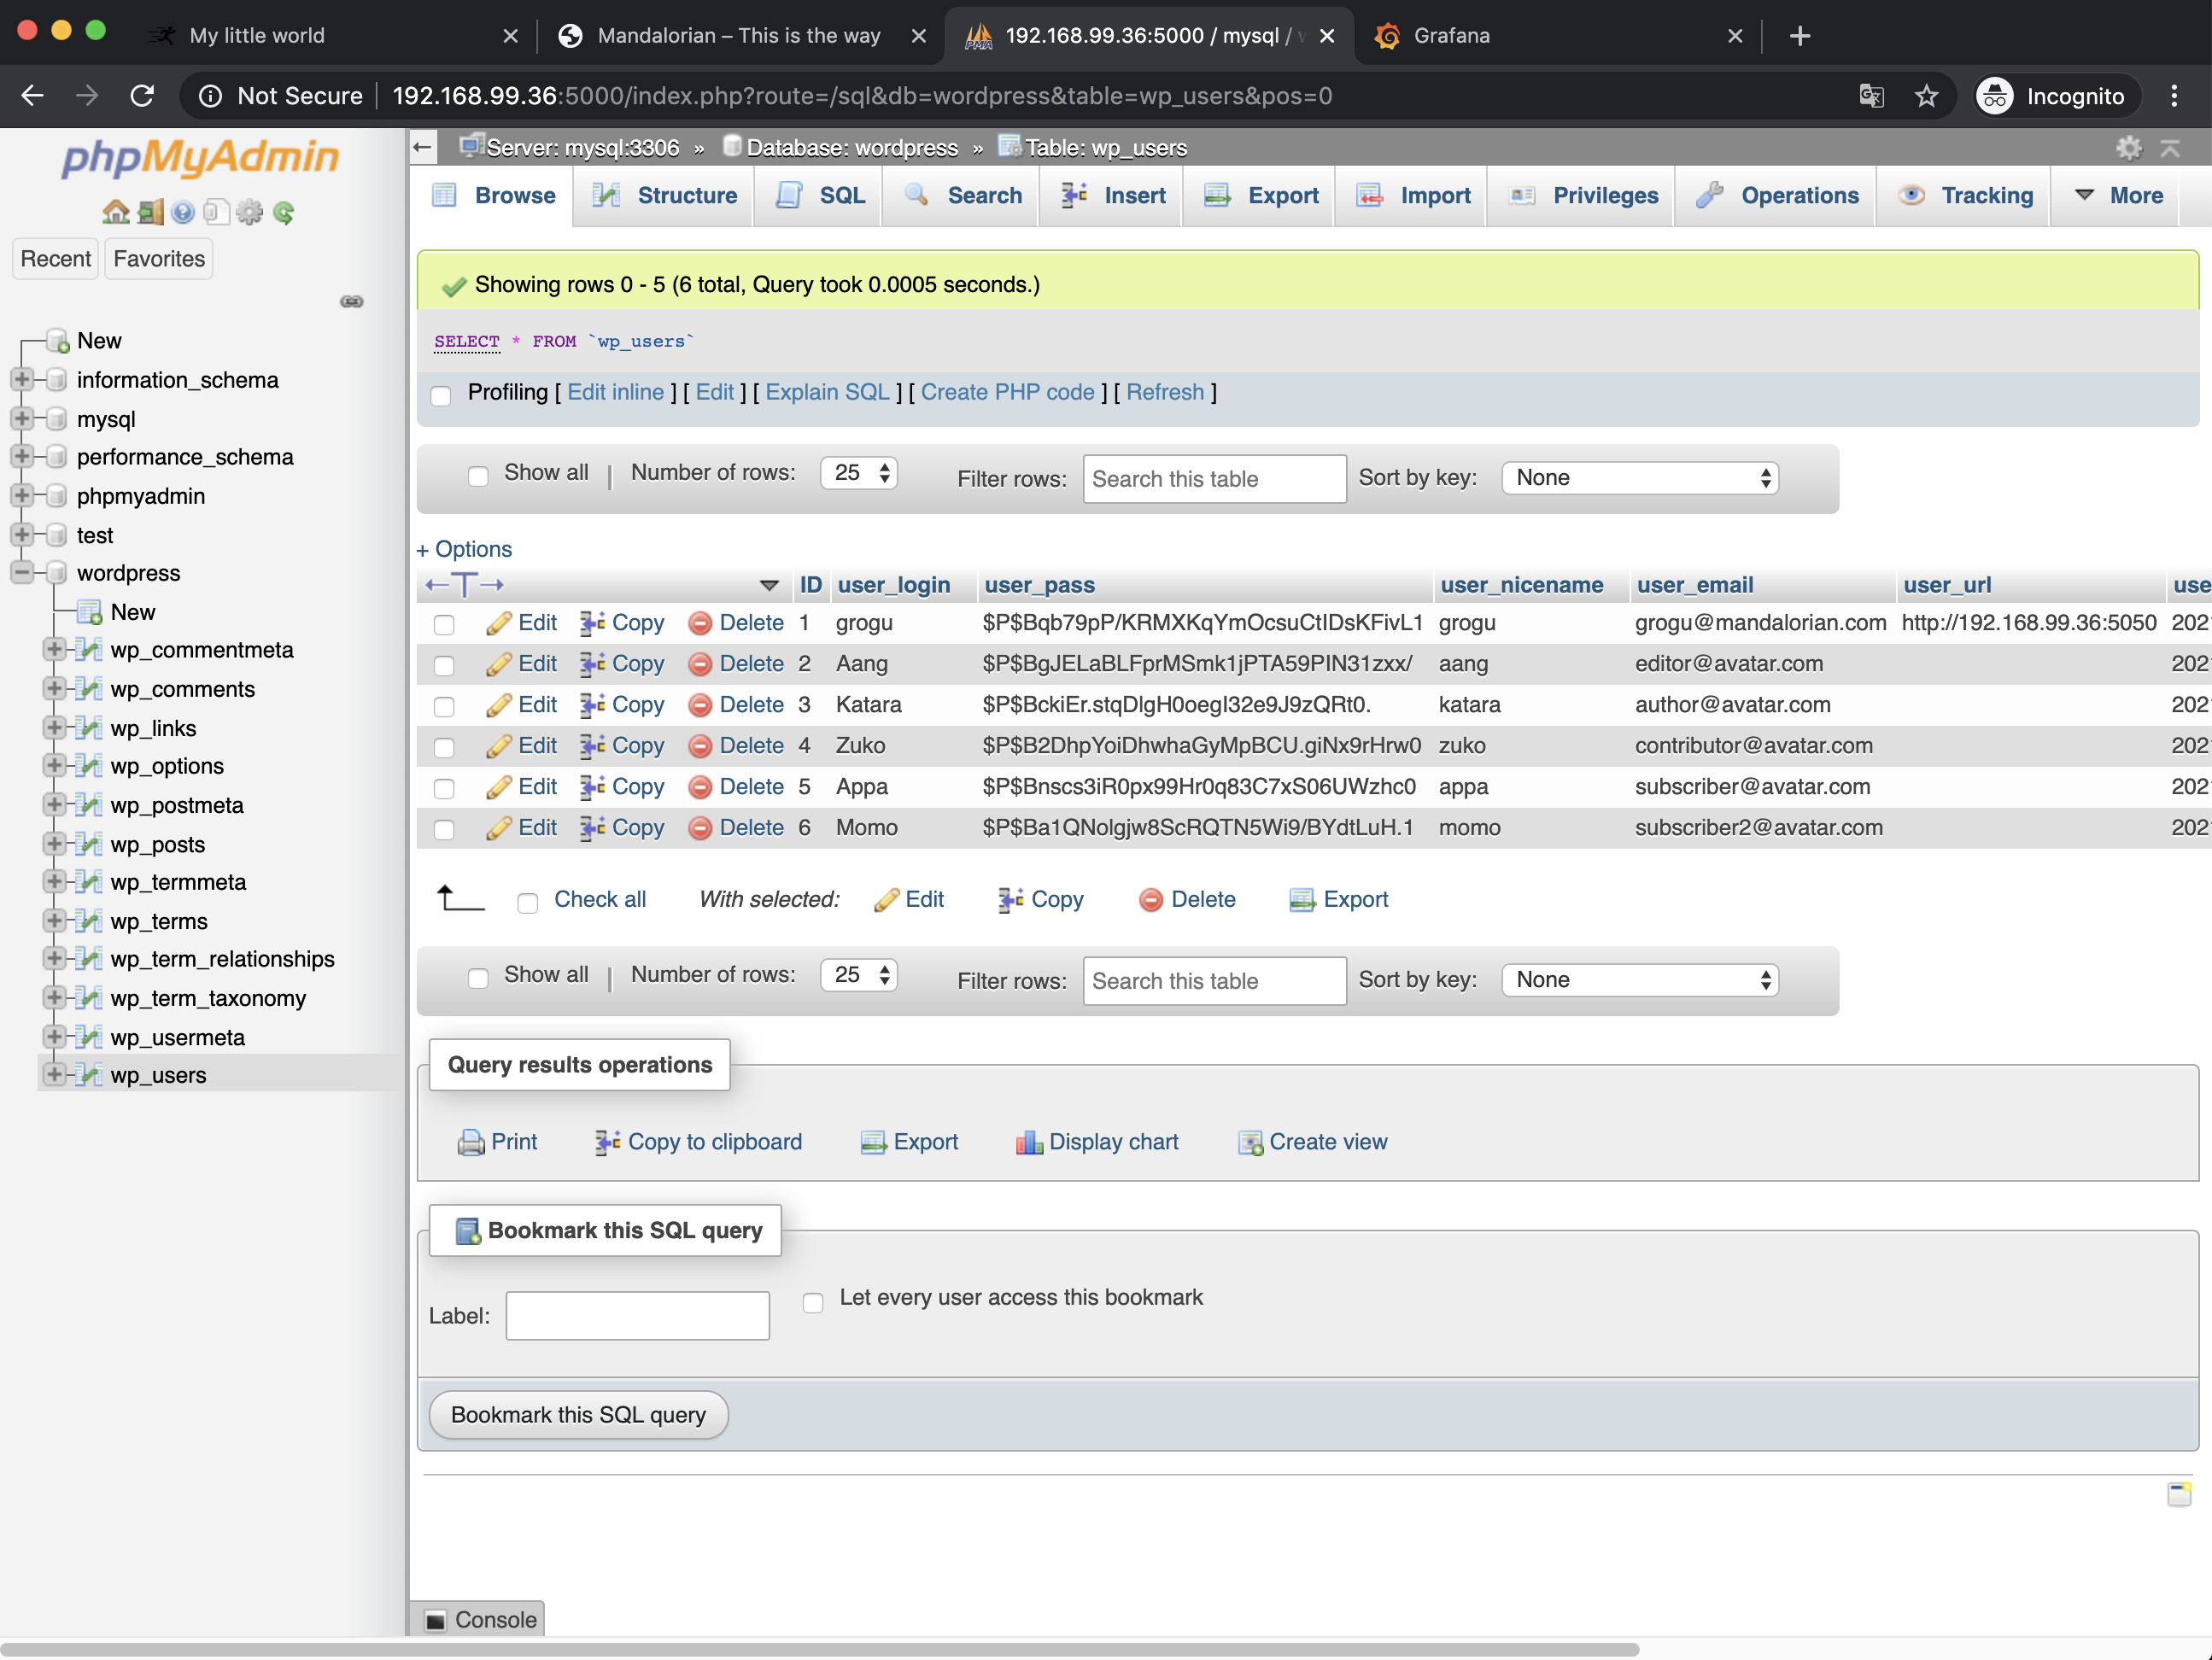 My little world
Mandalorian – This is the way
192.168.99.36:5000 / mysql /
Grafana
Not Secure
192.168.99.36:5000/index.php?route=/sql&db=wordpress&table=wp_users&pos=0
Incognito
phpMyAdmin
Recent
Favorites
New
information_schema
mysql
performance_schema
phpmyadmin
test
wordpress
New
wp_commentmeta
wp_comments
wp_links
wp_options
wp_postmeta
wp_posts
wp_termmeta
wp_terms
wp_term_relationships
wp_term_taxonomy
wp_usermeta
wp_users
Server: mysql:3306 » Database: wordpress » Table: wp_users
Browse Structure SQL Search Insert Export Import Privileges Operations Tracking More
Showing rows 0 - 5 (6 total, Query took 0.0005 seconds.)
SELECT * FROM `wp_users`
Profiling [ Edit inline ] [ Edit ] [ Explain SQL ] [ Create PHP code ] [ Refresh ]
Show all | Number of rows: 25 Filter rows: Search this table Sort by key: None
+ Options
ID user_login user_pass user_nicename user_email user_url use
Edit Copy Delete 1 grogu $P$Bqb79pP/KRMXKqYmOcsuCtIDsKFivL1 grogu grogu@mandalorian.com http://192.168.99.36:5050 202
Edit Copy Delete 2 Aang $P$BgJELaBLFprMSmk1jPTA59PIN31zxx/ aang editor@avatar.com 202
Edit Copy Delete 3 Katara $P$BckiEr.stqDlgH0oegl32e9J9zQRt0. katara author@avatar.com 202
Edit Copy Delete 4 Zuko $P$B2DhpYoiDhwhaGyMpBCU.giNx9rHrw0 zuko contributor@avatar.com 202
Edit Copy Delete 5 Appa $P$Bnscs3iR0px99Hr0q83C7xS06UWzhc0 appa subscriber@avatar.com 202
Edit Copy Delete 6 Momo $P$Ba1QNolgjw8ScRQTN5Wi9/BYdtLuH.1 momo subscriber2@avatar.com 202
Check all With selected: Edit Copy Delete Export
Show all | Number of rows: 25 Filter rows: Search this table Sort by key: None
Query results operations
Print Copy to clipboard Export Display chart Create view
Bookmark this SQL query
Label: Let every user access this bookmark
Bookmark this SQL query
Console